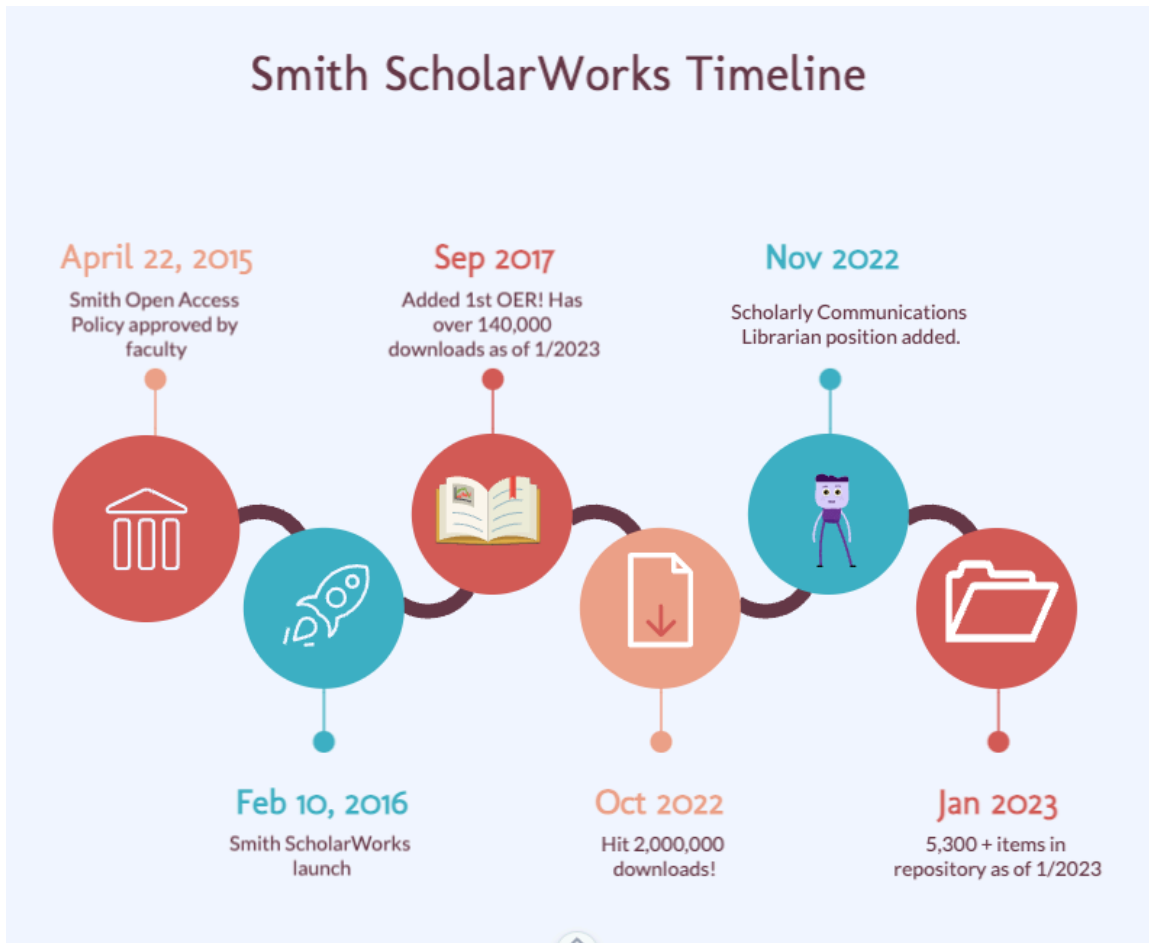 Smith ScholarWorks Timeline
April 22, 2015
Smith Open Access
Policy approved by
faculty
Sep 2017
Added 1st OER! Has
over 140,000
downloads as of 1/2023
Nov 2022
Scholarly Communications
Librarian position added.
Feb 10, 2016
Smith ScholarWorks
launch
Oct 2022
Hit 2,000,000
downloads!
Jan 2023
5,300 + items in
repository as of 1/2023